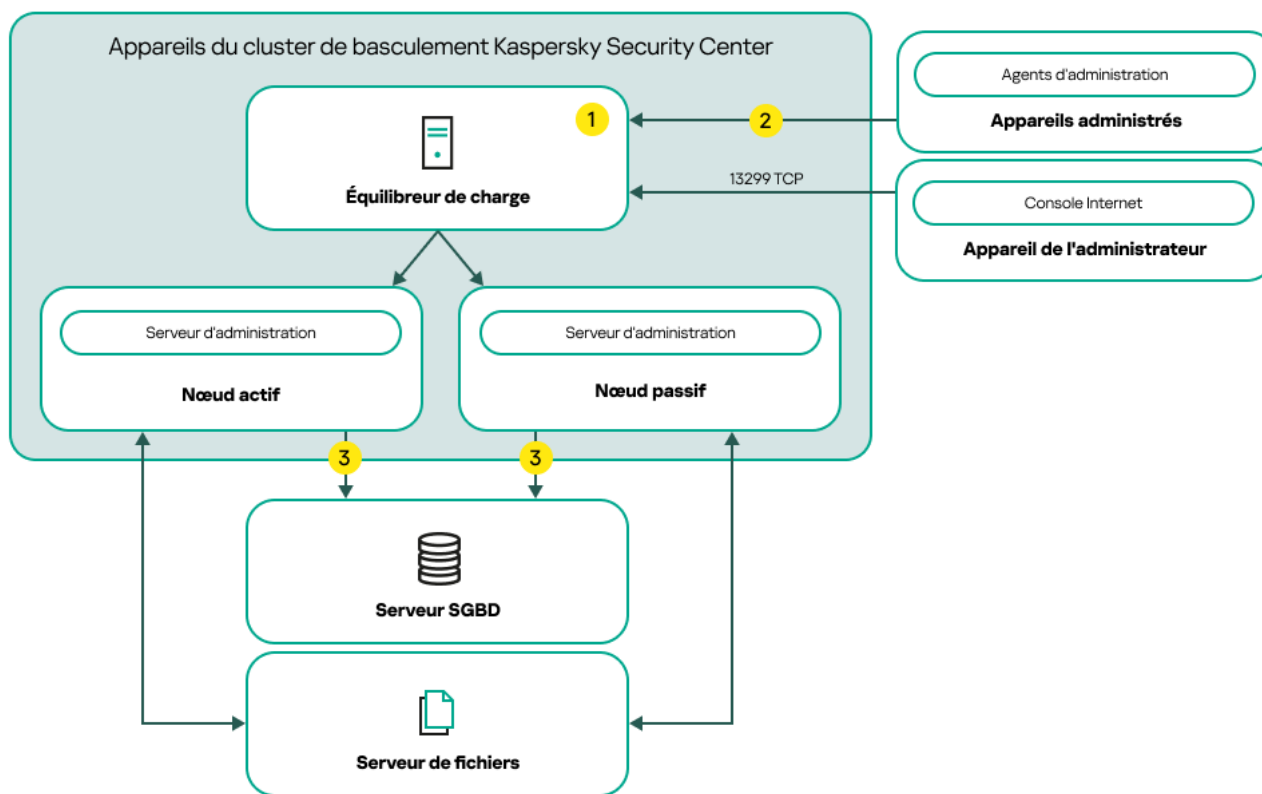 Appareils du cluster de basculement Kaspersky Security Center
1
Équilibreur de charge
2
13299 TCP
Agents d'administration
Appareils administrés
Console Internet
Appareil de l'administrateur
Serveur d'administration
Nœud actif
Serveur d'administration
Nœud passif
3
3
Serveur SGBD
Serveur de fichiers